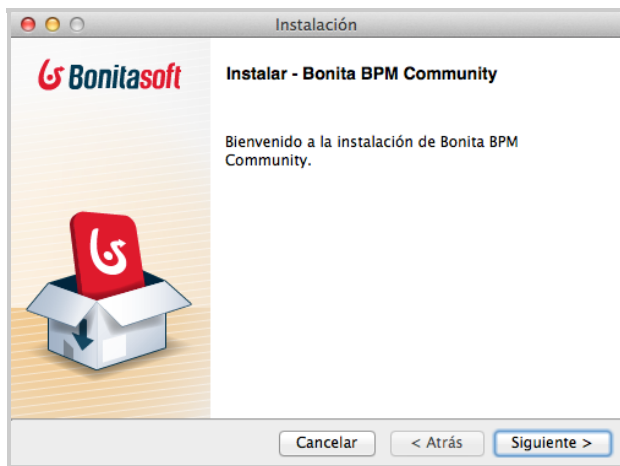 Instalación
Bonitasoft
Instalar - Bonita BPM Community
Bienvenido a la instalación de Bonita BPM
Community.
Cancelar
< Atrás
Siguiente >